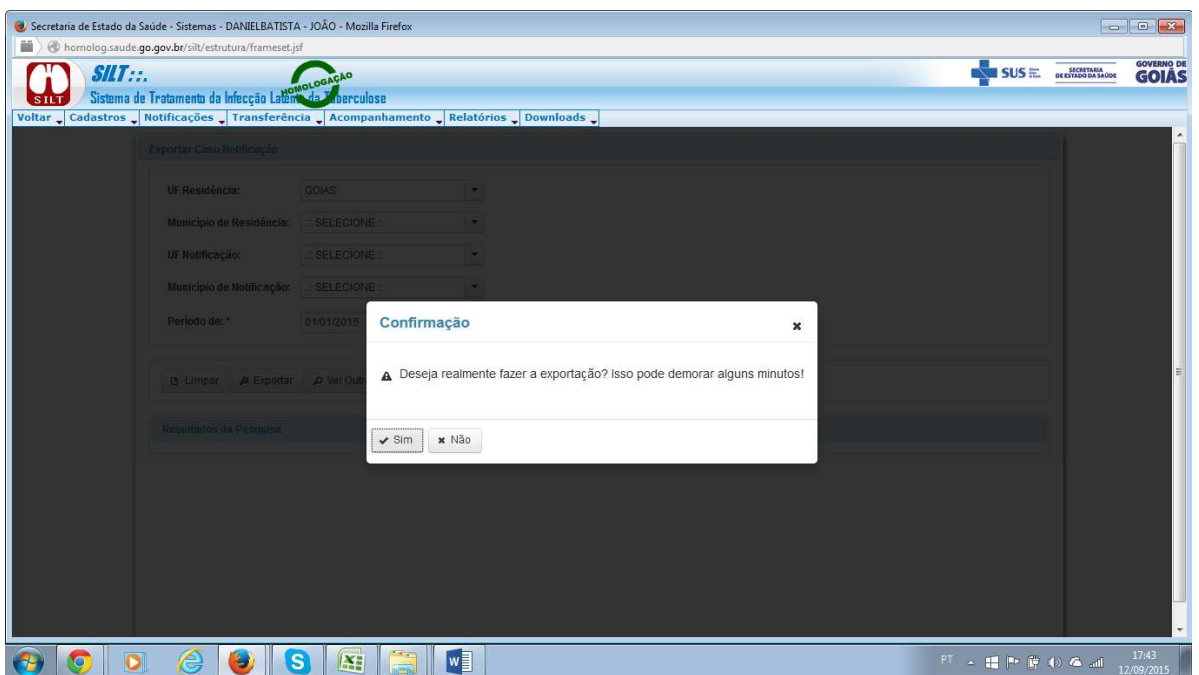 Secretaria de Estado da Saúde - Sistemas - DANIELBATISTA - JOÃO - Mozilla Firefox
homolog.saude.go.gov.br/silt/estrutura/frameset.jsf
SILT
SILT::.
HOMOLOGAÇÃO
Sistema de Tratamento da Infecção Latente da Tuberculose
SUS
SECRETARIA
DE ESTADO DA SAÚDE
GOVERNO DE
GOIÁS
Voltar Cadastros Notificações Transferência Acompanhamento Relatórios Downloads
Exportar Caso Notificação
UF Residência: GOIAS
Município de Residência: .:: SELECIONE ::.
UF Notificação: .:: SELECIONE ::.
Município de Notificação: .:: SELECIONE ::.
Período de:* 01/01/2015
Confirmação
Deseja realmente fazer a exportação? Isso pode demorar alguns minutos!
Limpar Exportar Ver Out
Resultados da Pesquisa
Sim Não
PT
17:43
12/09/2015